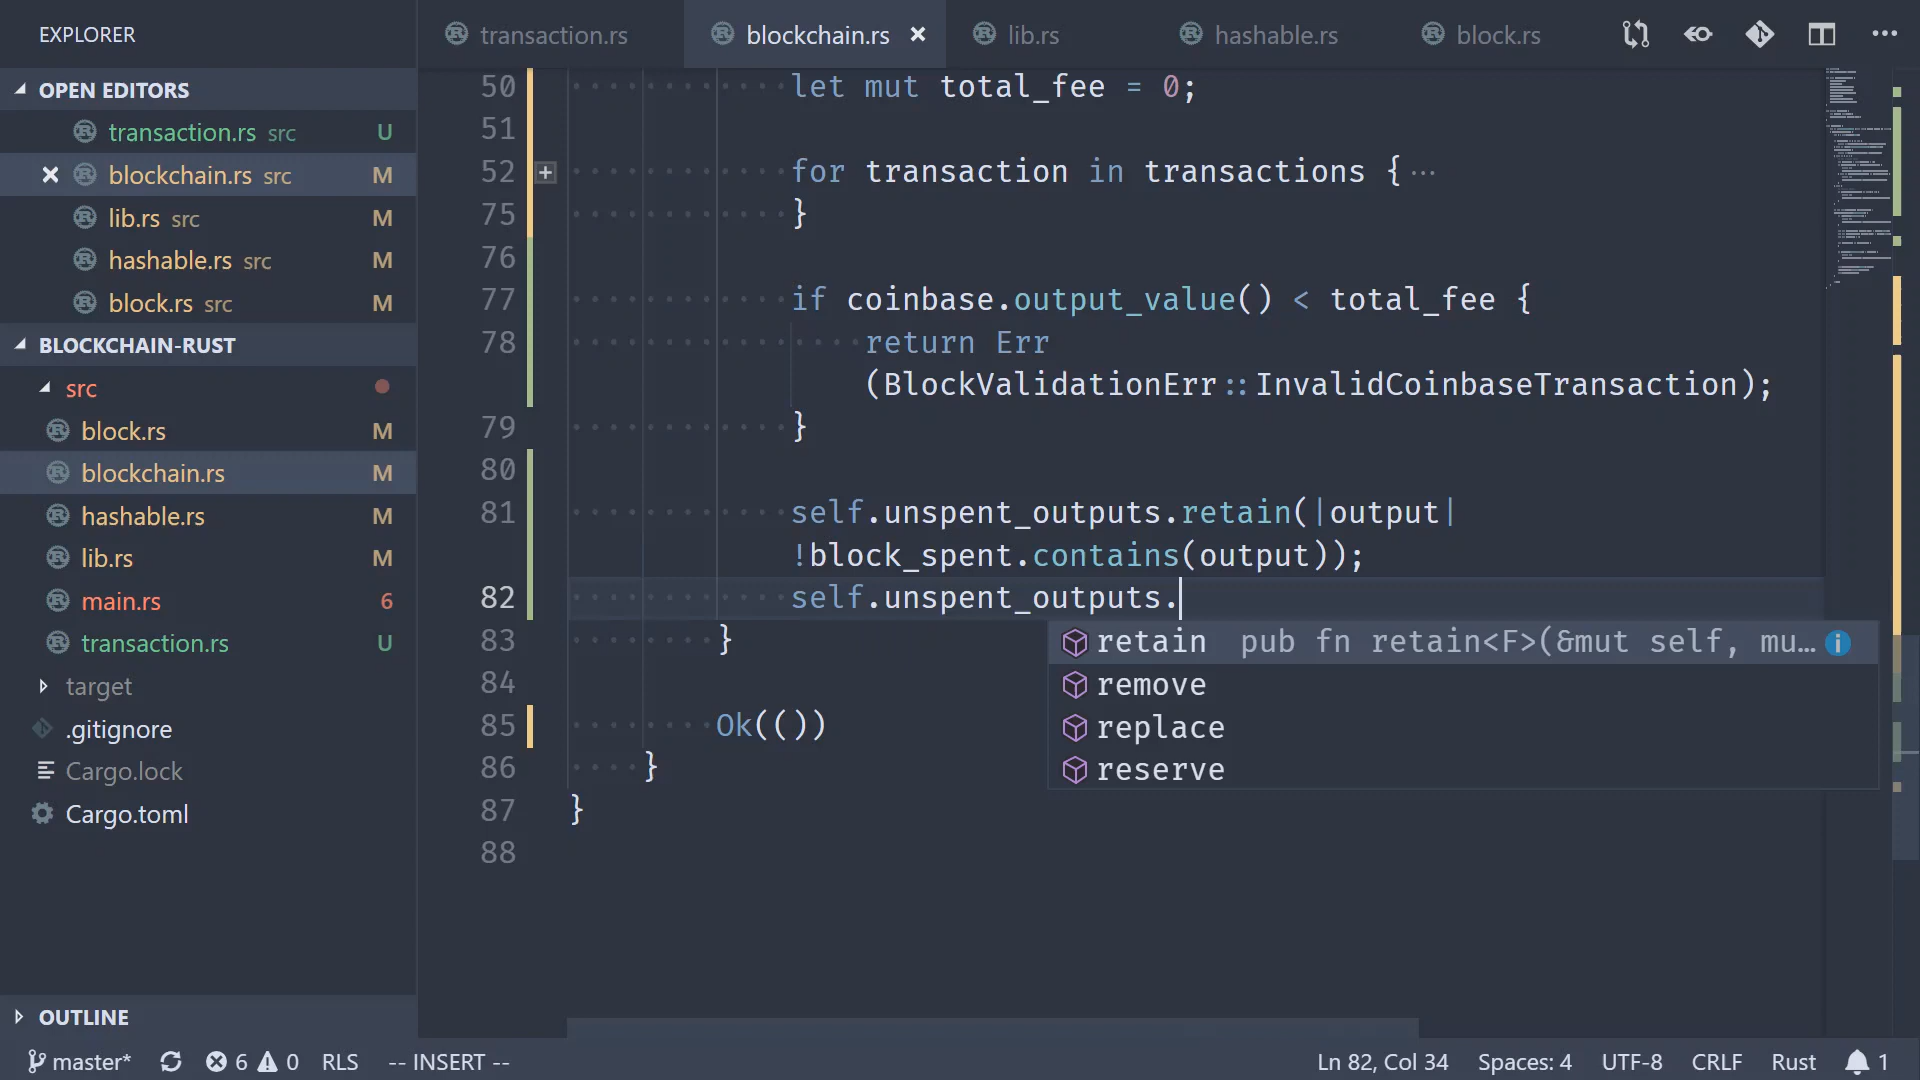 EXPLORER
transaction.rs
blockchain.rs
lib.rs
hashable.rs
block.rs
OPEN EDITORS
transaction.rs src U
blockchain.rs src M
lib.rs src M
hashable.rs src M
block.rs src M
BLOCKCHAIN-RUST
src
block.rs M
blockchain.rs M
hashable.rs M
lib.rs M
main.rs 6
transaction.rs U
target
.gitignore
Cargo.lock
Cargo.toml
OUTLINE
50 let mut total_fee = 0;
51
52 for transaction in transactions {
75 }
76
77 if coinbase.output_value() < total_fee {
78 return Err
(BlockValidationErr::InvalidCoinbaseTransaction);
79 }
80
81 self.unspent_outputs.retain(|output|
!block_spent.contains(output));
82 self.unspent_outputs.
83 }
84
85 Ok(())
86 }
87 }
88
retain pub fn retain<F>(&mut self, mu…
remove
replace
reserve
master* 6 0 RLS -- INSERT -- Ln 82, Col 34 Spaces: 4 UTF-8 CRLF Rust 1